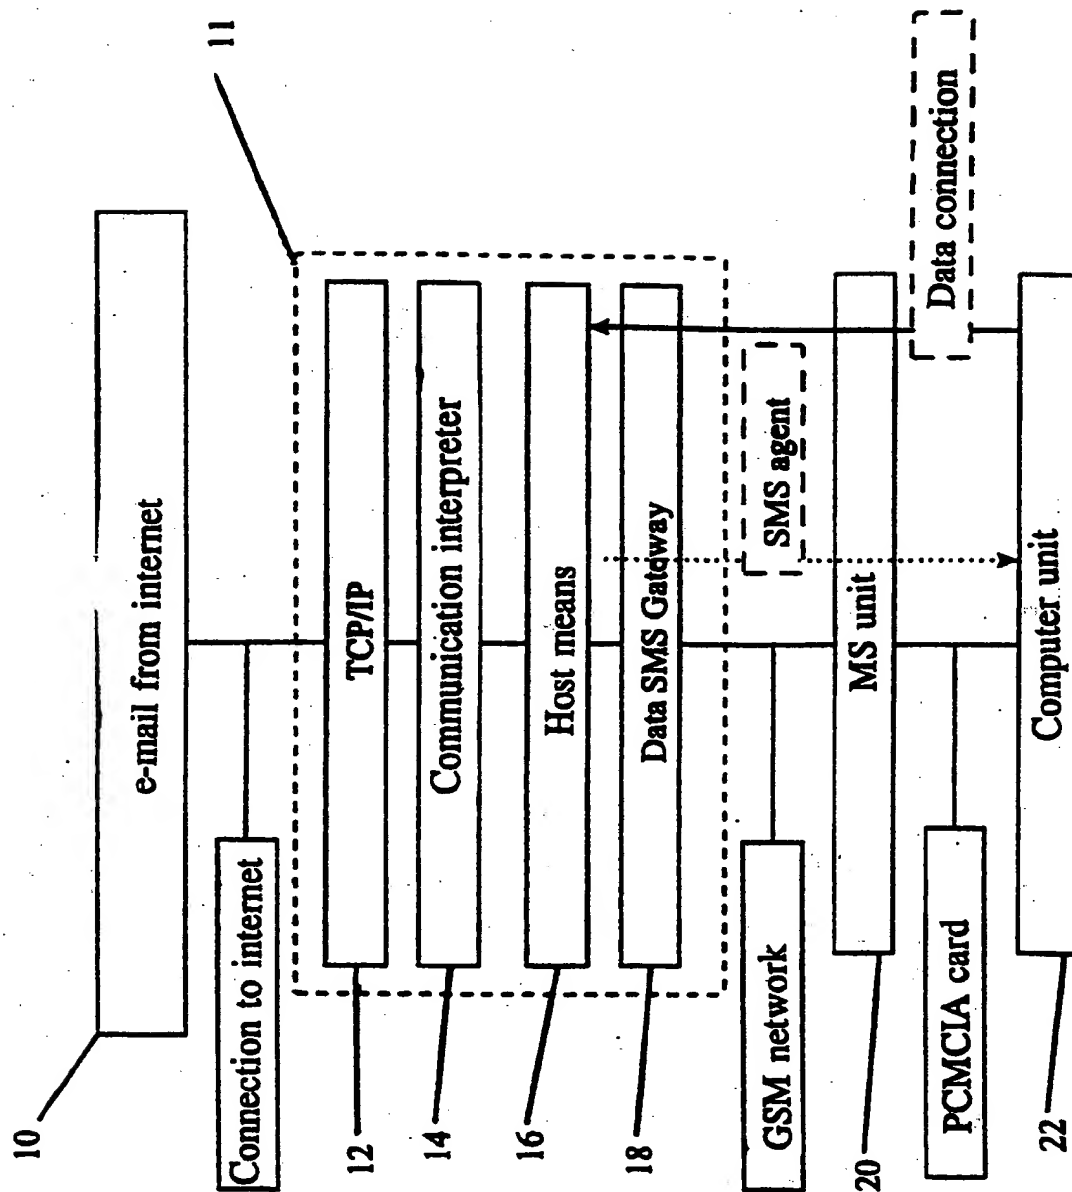 11
10
e-mail from internet
Connection to internet
12
TCP/IP
14
Communication interpreter
16
Host means
18
Data SMS Gateway
GSM network
SMS agent
20
MS unit
PCMCIA card
Data connection
22
Computer unit